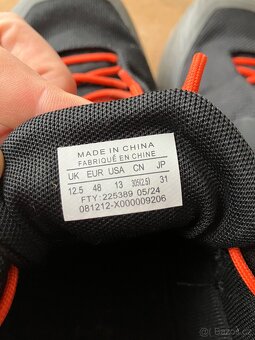 MADE IN CHINA
FABRIQUÉ EN CHINE
UK EUR USA CN JP
12.5 48 13 305(2.5) 31
FTY: 225389 05/24
081212-X000009206